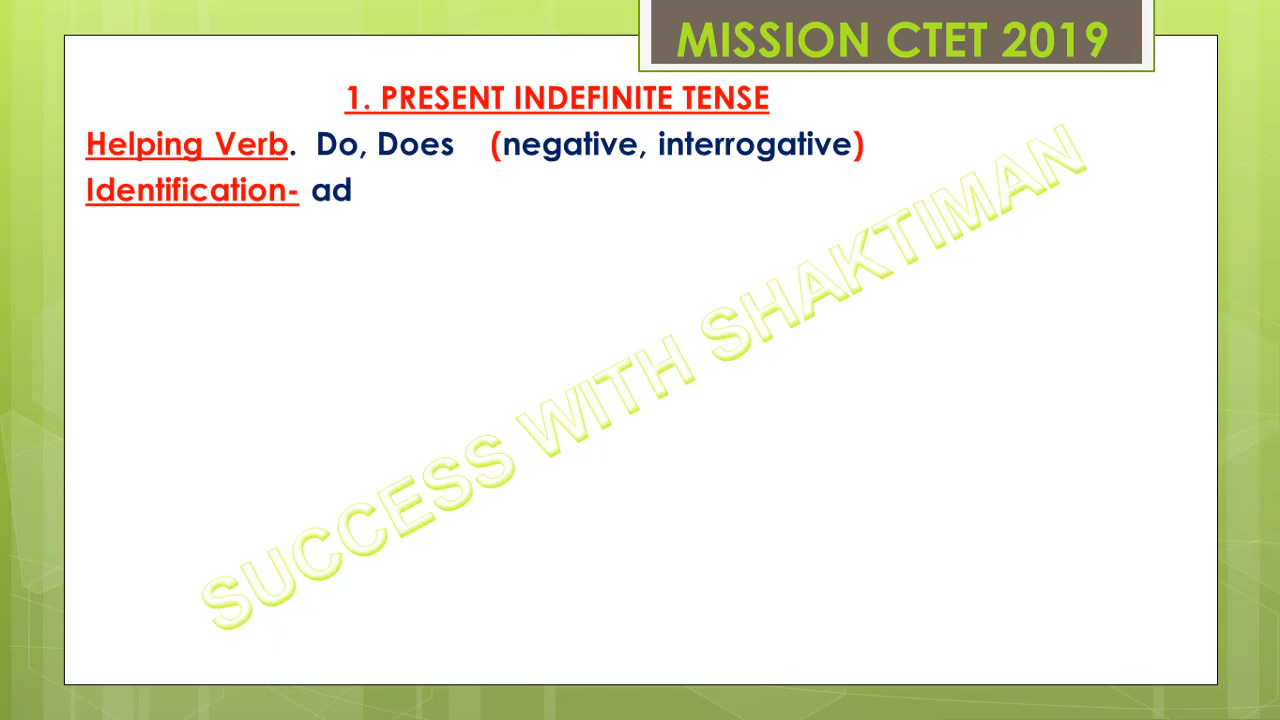 MISSION CTET 2019
1. PRESENT INDEFINITE TENSE
Helping Verb. Do, Does (negative, interrogative)
Identification- ad
SUCCESS WITH SHAKTIMAN